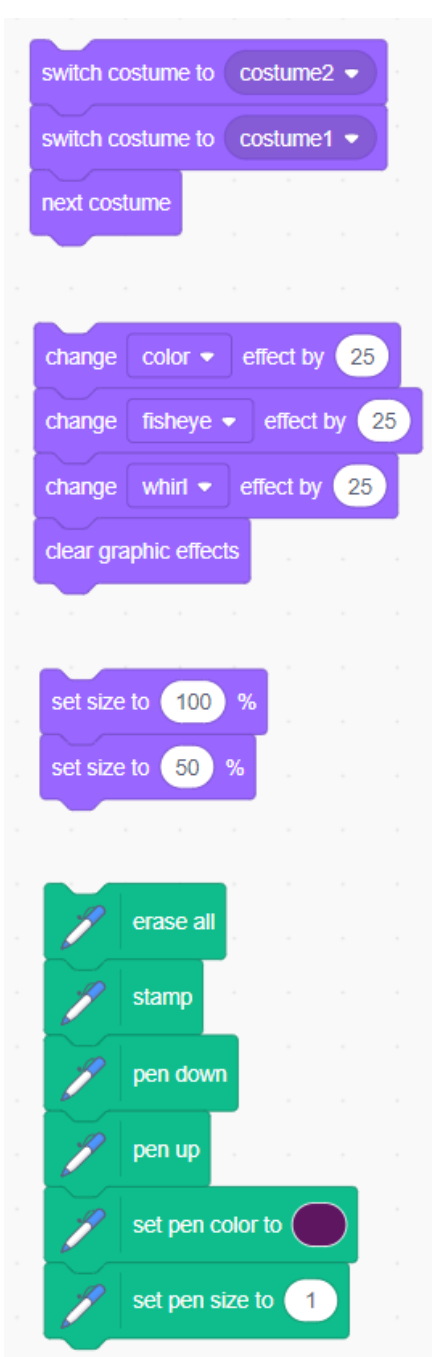 switch costume to costume2
switch costume to costume1
next costume
change color effect by 25
change fisheye effect by 25
change whirl effect by 25
clear graphic effects
set size to 100 %
set size to 50 %
erase all
stamp
pen down
pen up
set pen color to
set pen size to 1